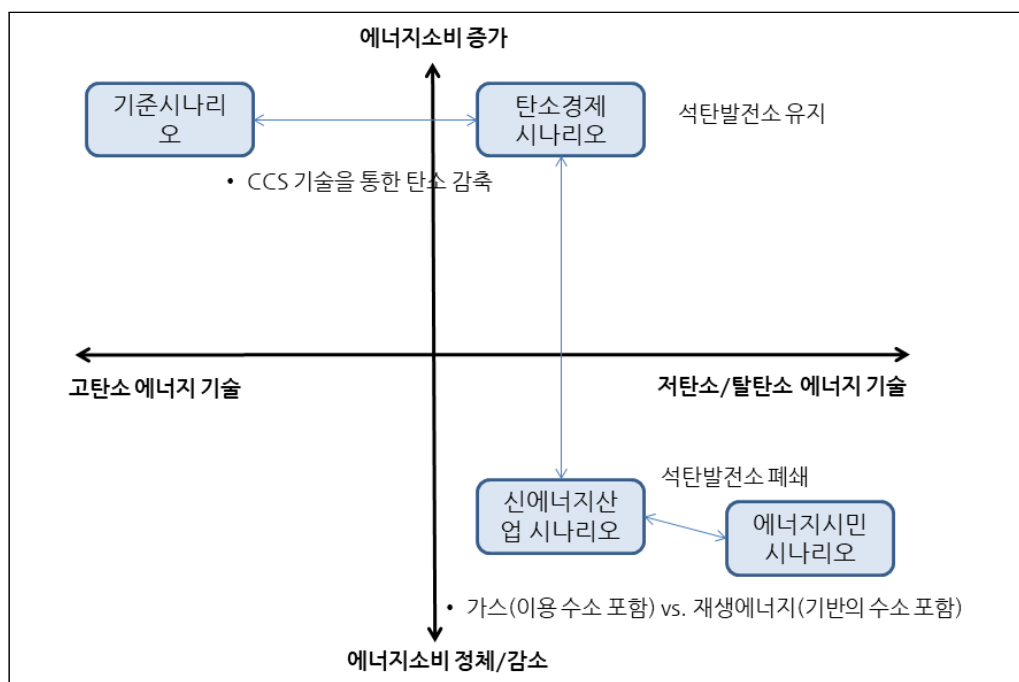 에너지소비 증가
기준시나리
오
탄소경제
시나리오
석탄발전소 유지
• CCS 기술을 통한 탄소 감축
고탄소 에너지 기술
저탄소/탈탄소 에너지 기술
석탄발전소 폐쇄
신에너지산
업 시나리오
에너지시민
시나리오
• 가스(이용 수소 포함) vs. 재생에너지(기반의 수소 포함)
에너지소비 정체/감소